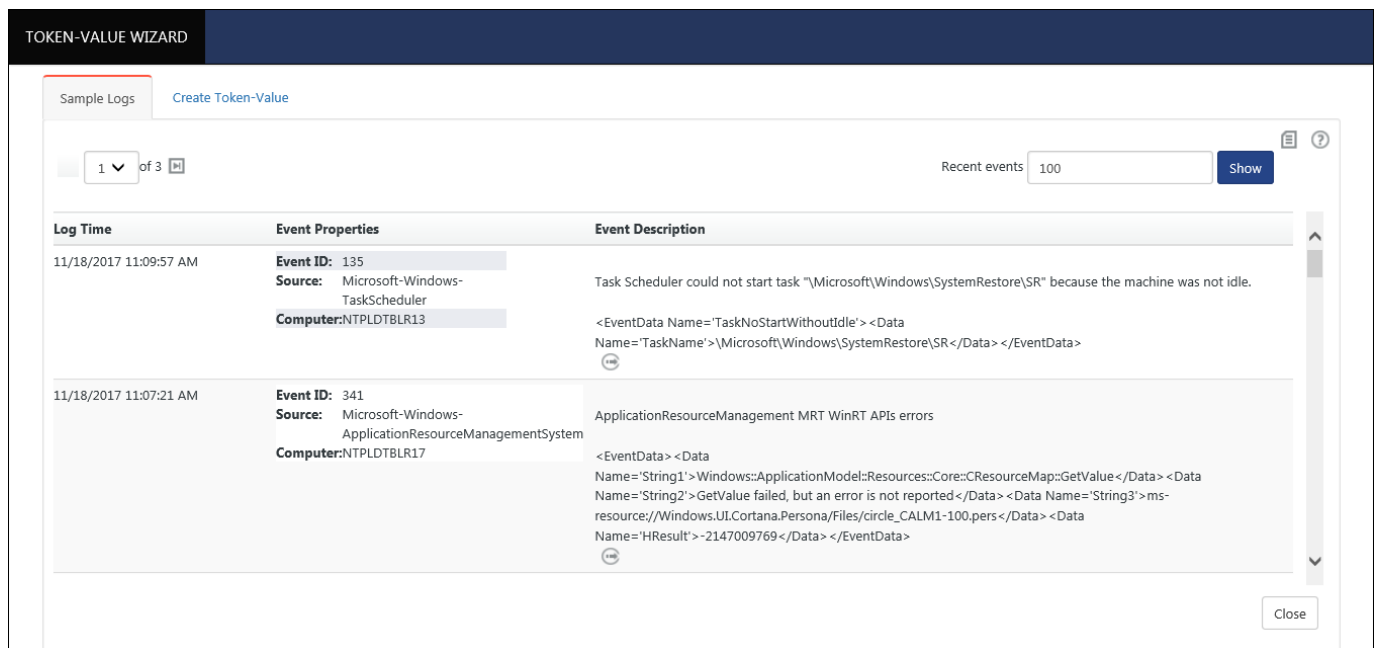 TOKEN-VALUE WIZARD
Sample Logs
Create Token-Value
1 of 3
Recent events 100 Show
Log Time Event Properties Event Description
11/18/2017 11:09:57 AM
Event ID: 135
Source: Microsoft-Windows-
TaskScheduler
Computer:NTPLDTBLR13
Task Scheduler could not start task "\Microsoft\Windows\SystemRestore\SR" because the machine was not idle.
<EventData Name='TaskNoStartWithoutIdle'><Data
Name='TaskName'>\Microsoft\Windows\SystemRestore\SR</Data></EventData>
11/18/2017 11:07:21 AM
Event ID: 341
Source: Microsoft-Windows-
ApplicationResourceManagementSystem
Computer:NTPLDTBLR17
ApplicationResourceManagement MRT WinRT APIs errors
<EventData><Data
Name='String1'>Windows::ApplicationModel::Resources::Core::CResourceMap::GetValue</Data><Data
Name='String2'>GetValue failed, but an error is not reported</Data><Data Name='String3'>ms-
resource://Windows.UI.Cortana.Persona/Files/circle_CALM1-100.pers</Data><Data
Name='HResult'>-2147009769</Data></EventData>
Close